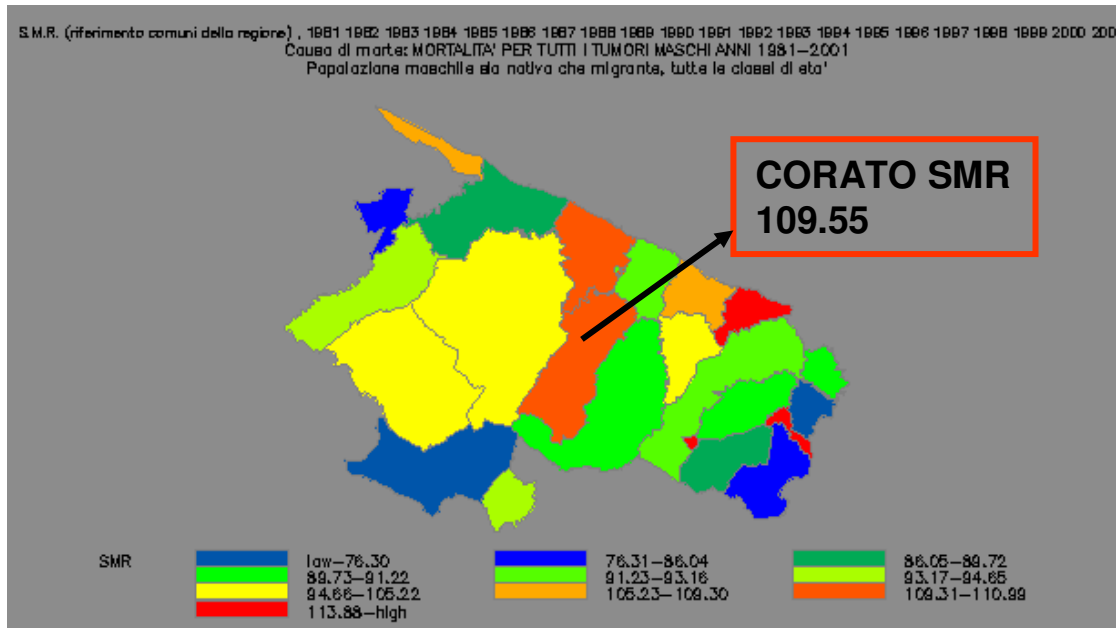 S.M.R. (riferimento comuni della regione) , 1981 1982 1983 1984 1985 1986 1987 1988 1989 1990 1991 1992 1993 1994 1995 1996 1997 1998 1999 2000 200
Causa di morte: MORTALITA' PER TUTTI I TUMORI MASCHI ANNI 1981-2001
Popolazione maschile sia nativa che migrante, tutte le classi di eta'
CORATO SMR
109.55
SMR
low-76.30 76.31-86.04 86.05-89.72
89.73-91.22 91.23-93.16 93.17-94.65
94.66-105.22 105.23-109.30 109.31-110.99
113.88-high